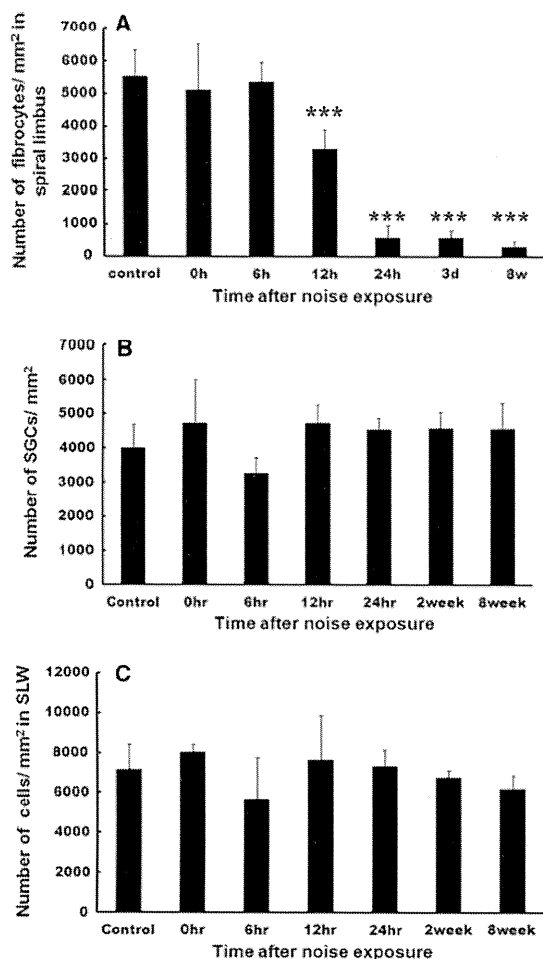 A
Number of fibrocytes/ mm² in
spiral limbus
7000
6000
5000
4000
3000
2000
1000
0
***
***
***
***
control 0h 6h 12h 24h 3d 8w
Time after noise exposure
B
Number of SGCs/ mm²
7000
6000
5000
4000
3000
2000
1000
0
Control 0hr 6hr 12hr 24hr 2week 8week
Time after noise exposure
C
Number of cells/ mm² in SLW
12000
10000
8000
6000
4000
2000
0
Control 0hr 6hr 12hr 24hr 2week 8week
Time after noise exposure